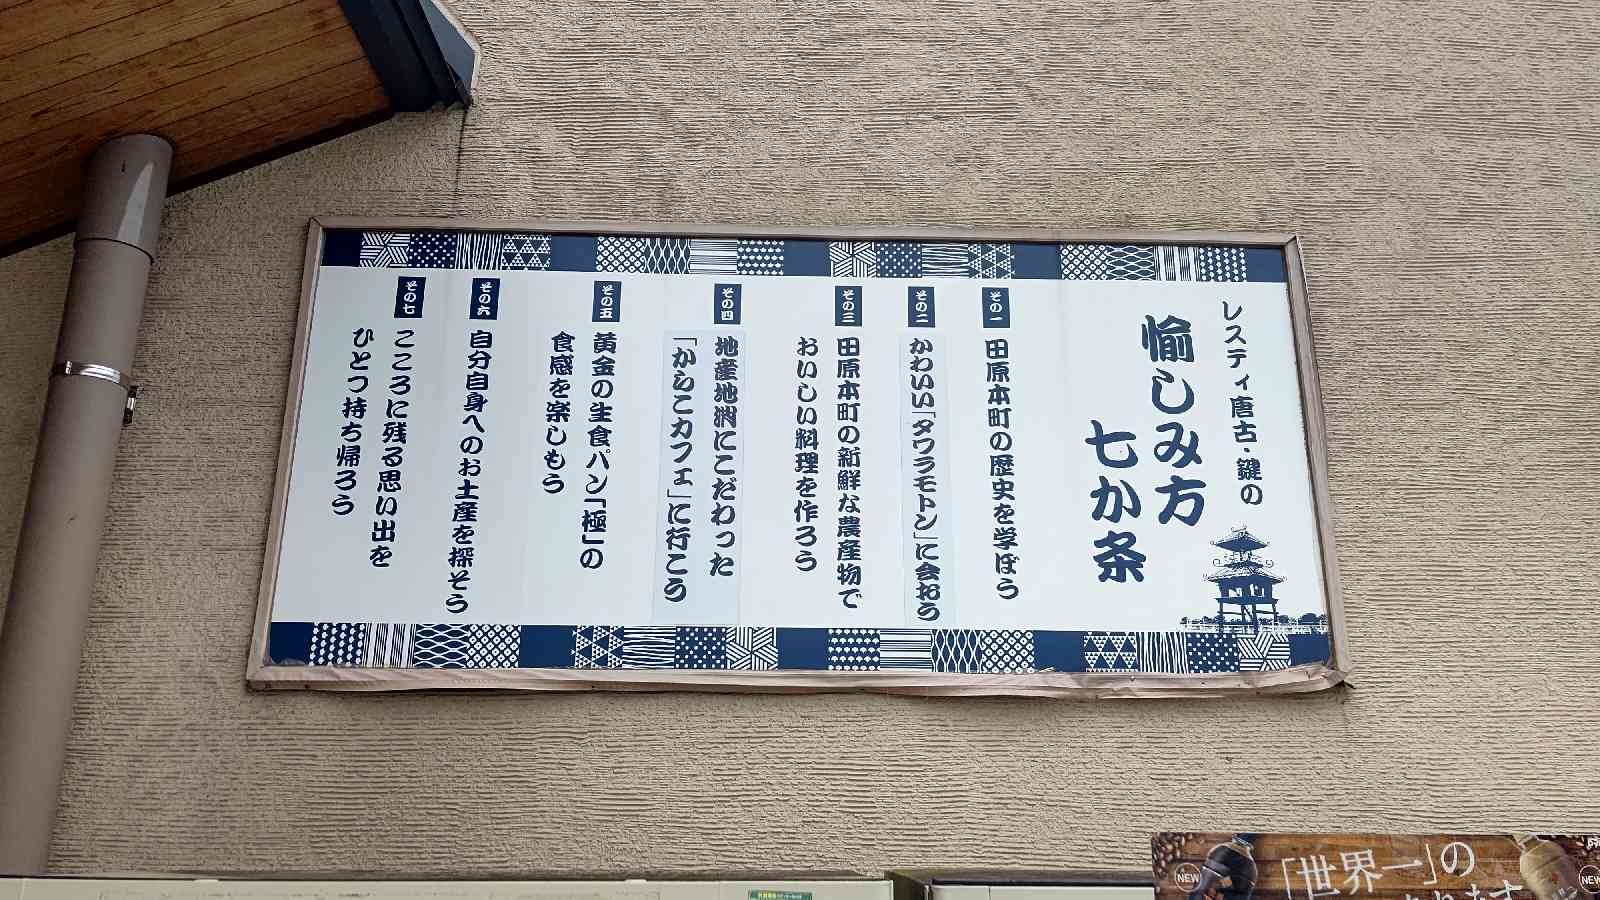 レスティ唐古・鍵の
愉しみ方
七か条
その一
田原本町の歴史を学ぼう
その二
かわいい「タワラモトン」に会おう
その三
田原本町の新鮮な農産物で
おいしい料理を作ろう
その四
地産地消にこだわった
「からこカフェ」に行こう
その五
黄金の生食パン「極」の
食感を楽しもう
その六
自分自身へのお土産を探そう
その七
こころに残る思い出を
ひとつ持ち帰ろう
NEW
「世界一」の
NEW